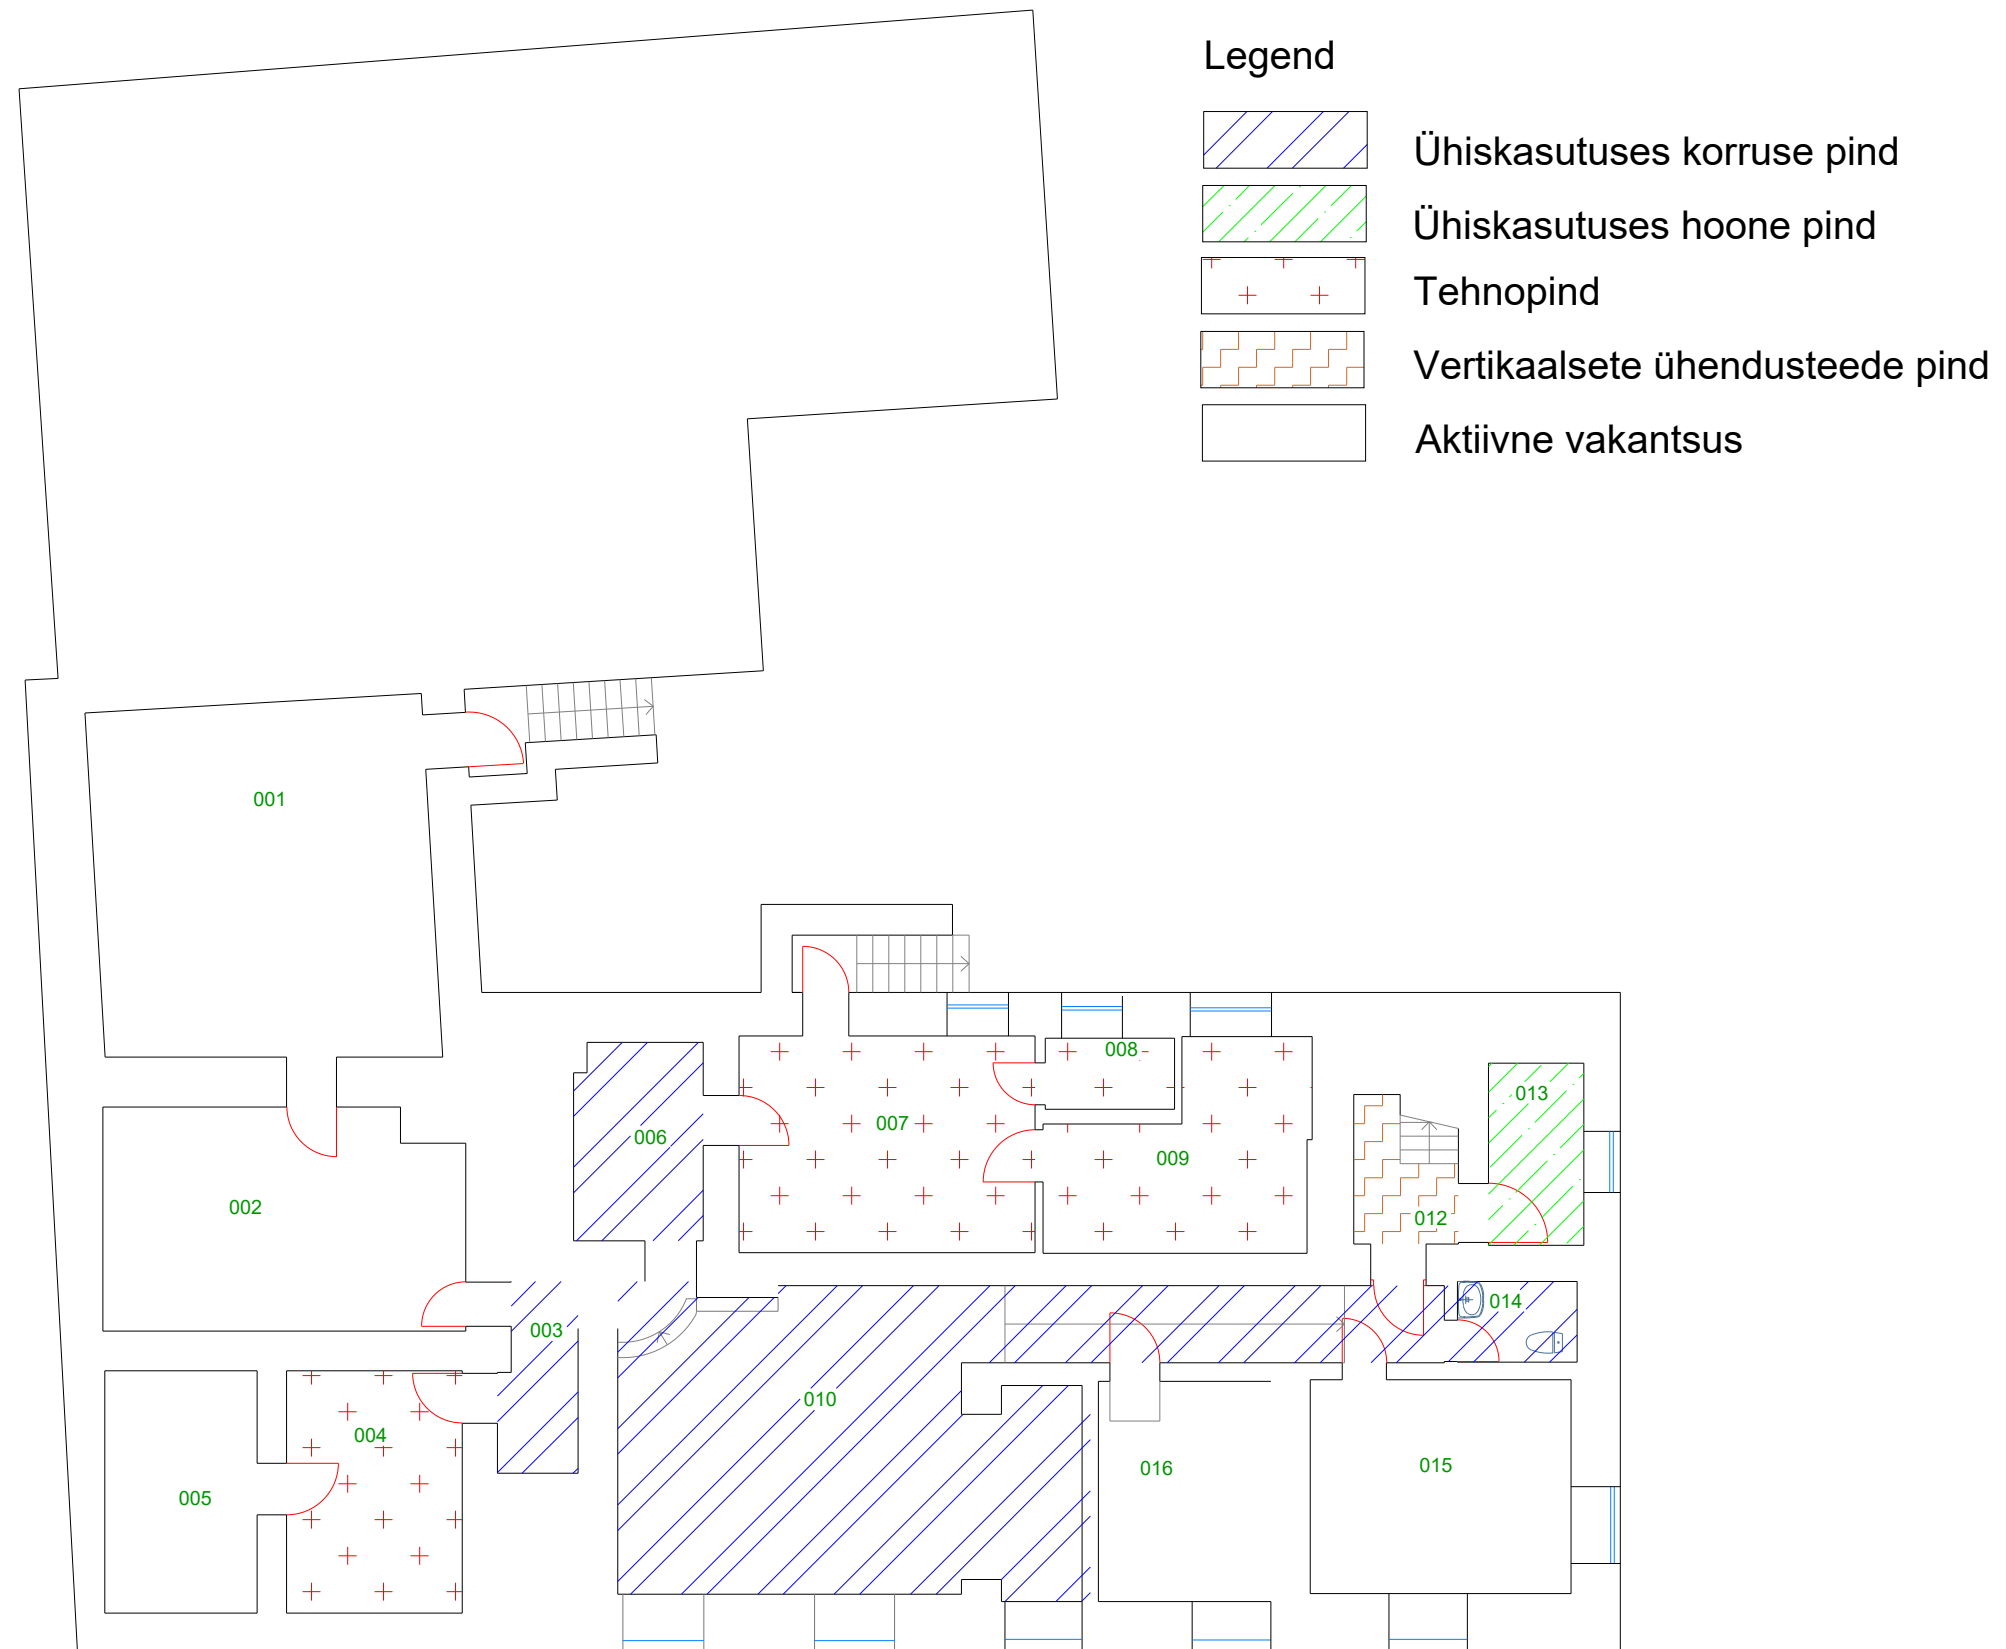 Legend
Ühiskasutuses korruse pind
Ühiskasutuses hoone pind
Tehnopind
Vertikaalsete ühendusteede pind
Aktiivne vakantsus
001
002
003
004
005
006
007
008
009
010
012
013
014
015
016